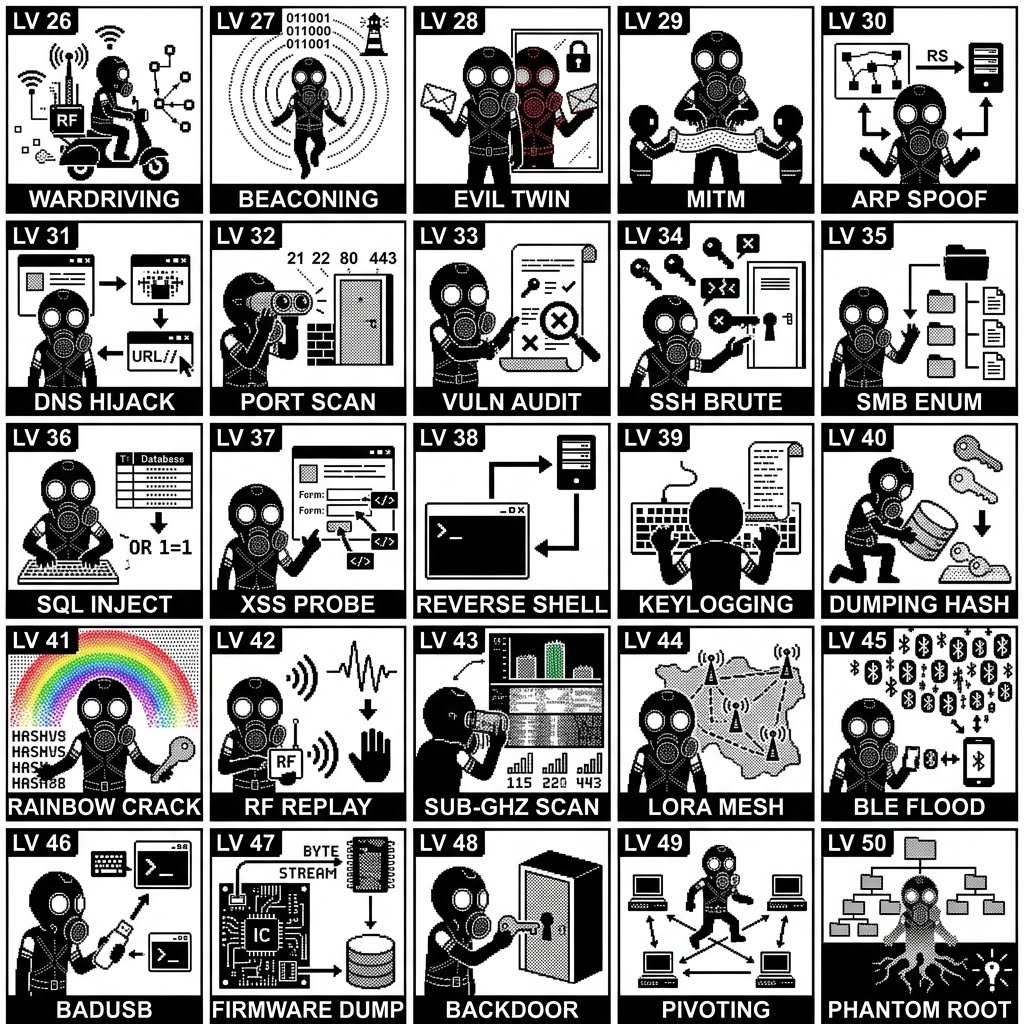 LV 26
RF
WARDRIVING
LV 27
011001
011000
011001
BEACONING
LV 28
EVIL TWIN
LV 29
MITM
LV 30
RS
ARP SPOOF
LV 31
URL//
DNS HIJACK
LV 32
21 22 80 443
PORT SCAN
LV 33
VULN AUDIT
LV 34
SSH BRUTE
LV 35
SMB ENUM
LV 36
Database
OR 1=1
SQL INJECT
LV 37
Form:
Form:
</>
</>
</>
XSS PROBE
LV 38
>_
REVERSE SHELL
LV 39
KEYLOGGING
LV 40
DUMPING HASH
LV 41
RAINBOW CRACK
LV 42
RF
RF REPLAY
LV 43
115 220 443
SUB-GHZ SCAN
LV 44
LORA MESH
LV 45
BLE FLOOD
LV 46
>_
>_
BADUSB
LV 47
BYTE
STREAM
IC
FIRMWARE DUMP
LV 48
BACKDOOR
LV 49
PIVOTING
LV 50
PHANTOM ROOT